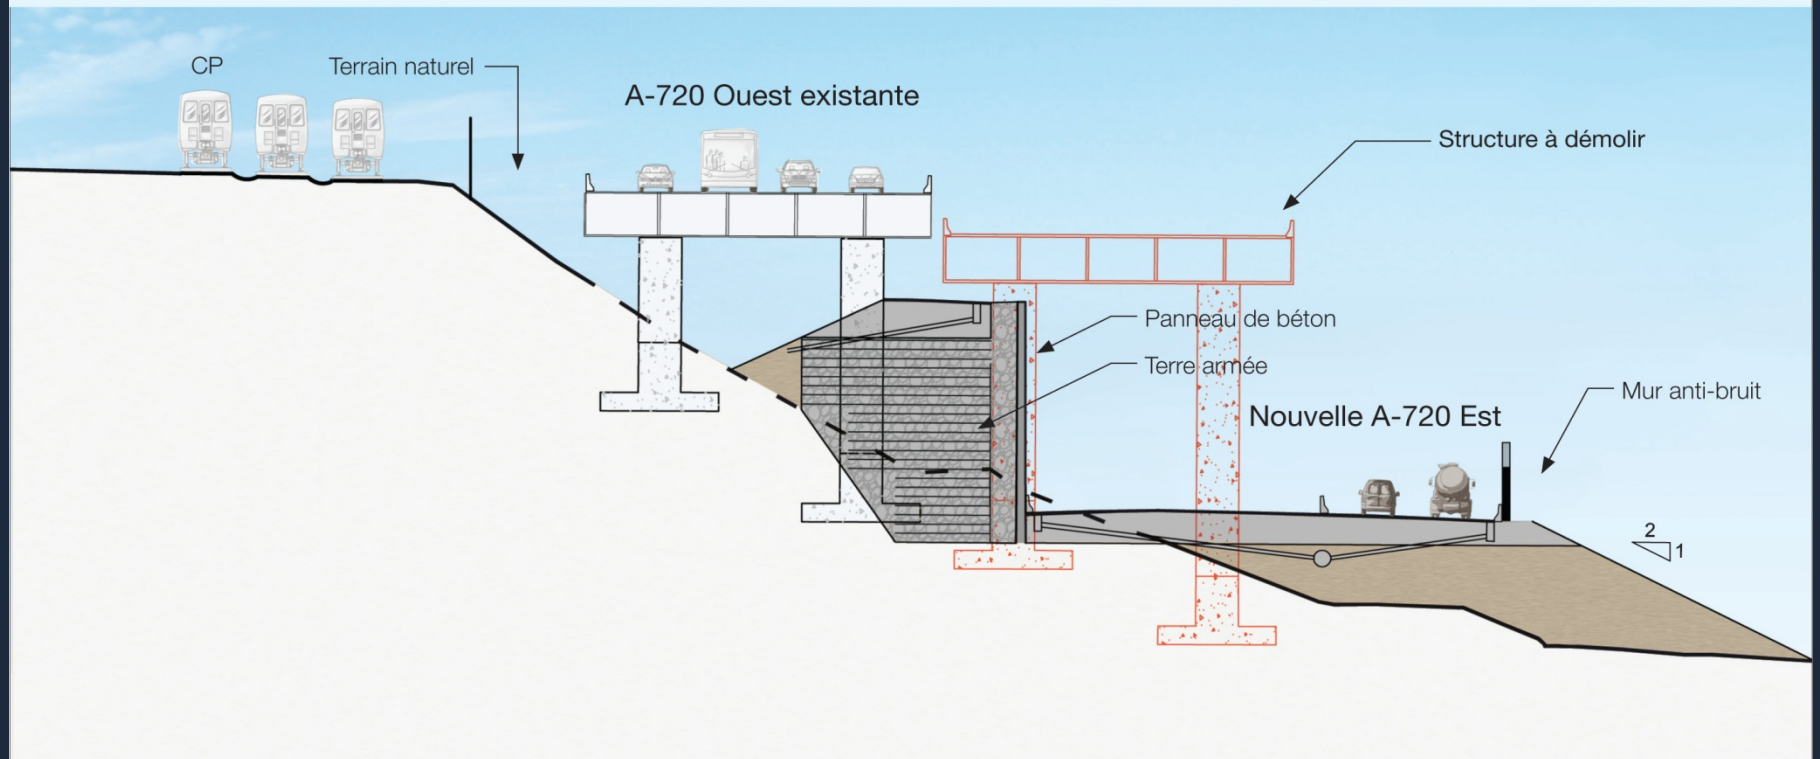 CP
Terrain naturel
A-720 Ouest existante
Structure à démolir
Panneau de béton
Terre armée
Mur anti-bruit
Nouvelle A-720 Est
2
1